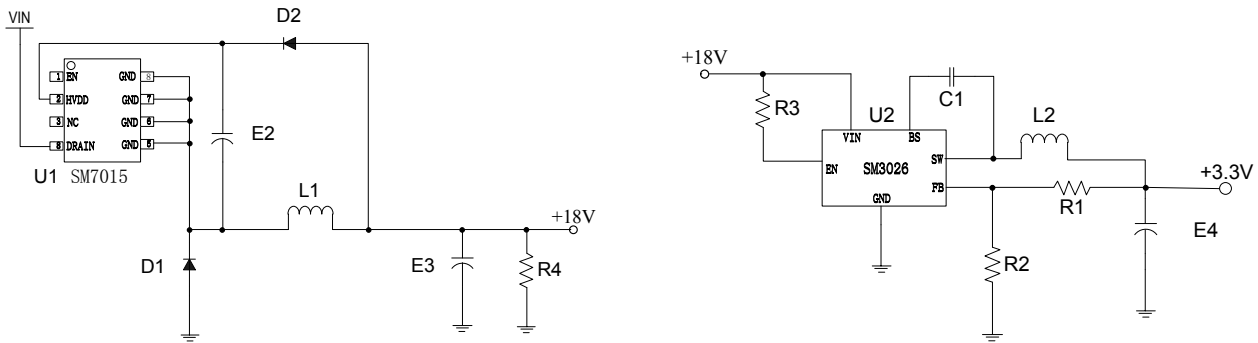 VIN
D2
1 EN GND 8
2 HVDD GND 7
3 NC GND 6
8 DRAIN GND 5
U1 SM7015
E2
L1
+18V
D1
E3
R4
+18V
R3
C1
U2
L2
VIN BS
SW
EN SM3026
FB
GND
+3.3V
R1
E4
R2